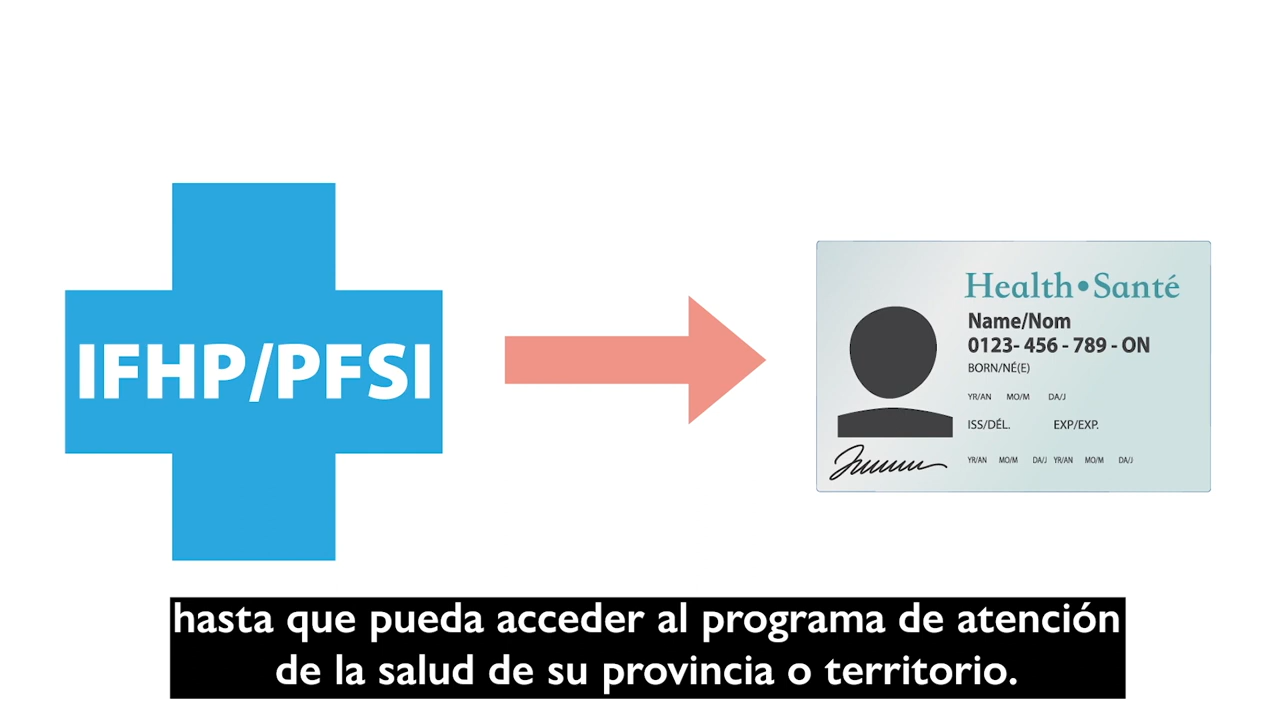 IFHP/PFSI
Health•Santé
Name/Nom
0123- 456 - 789 - ON
BORN/NÉ(E)
YR/AN MO/M DA/J
ISS/DÉL. EXP/EXP.
YR/AN MO/M DA/J YR/AN MO/M DA/J
hasta que pueda acceder al programa de atención
de la salud de su provincia o territorio.